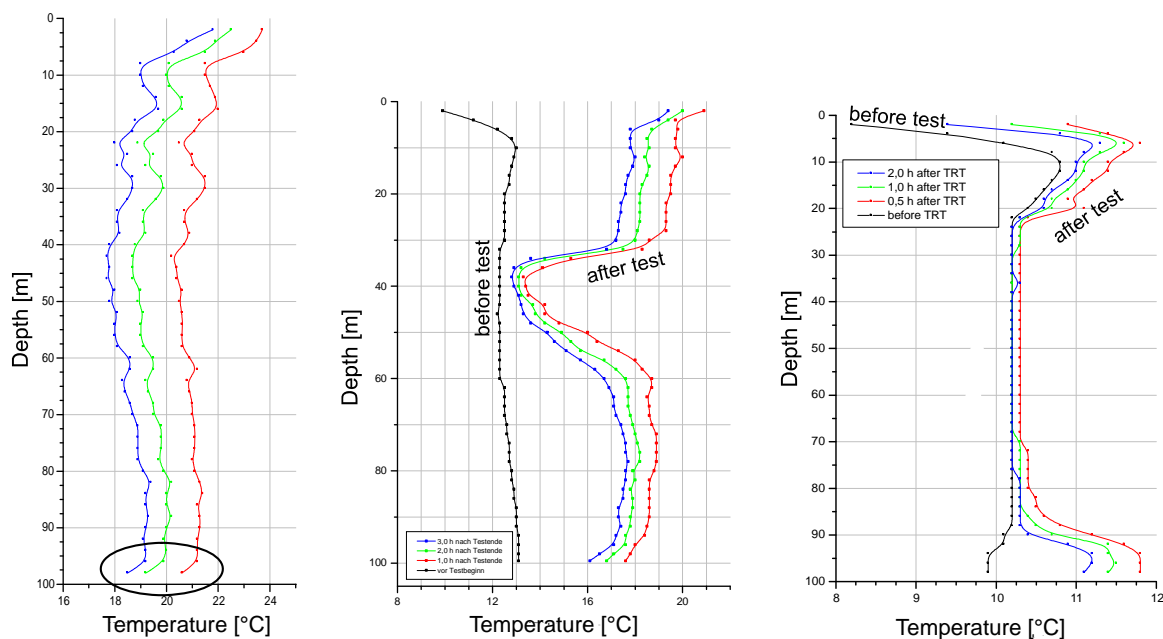 0
10
20
30
40
50
60
70
80
90
100
Depth [m]
16
18
20
22
24
Temperature [°C]
0
20
40
60
80
100
Depth [m]
before test
after test
3,0 h nach Testende
2,0 h nach Testende
1,0 h nach Testende
vor Testbeginn
8
12
16
20
Temperature [°C]
0
10
20
30
40
50
60
70
80
90
100
Depth [m]
before test
2,0 h after TRT
1,0 h after TRT
0,5 h after TRT
before TRT
after test
8
9
10
11
12
Temperature [°C]